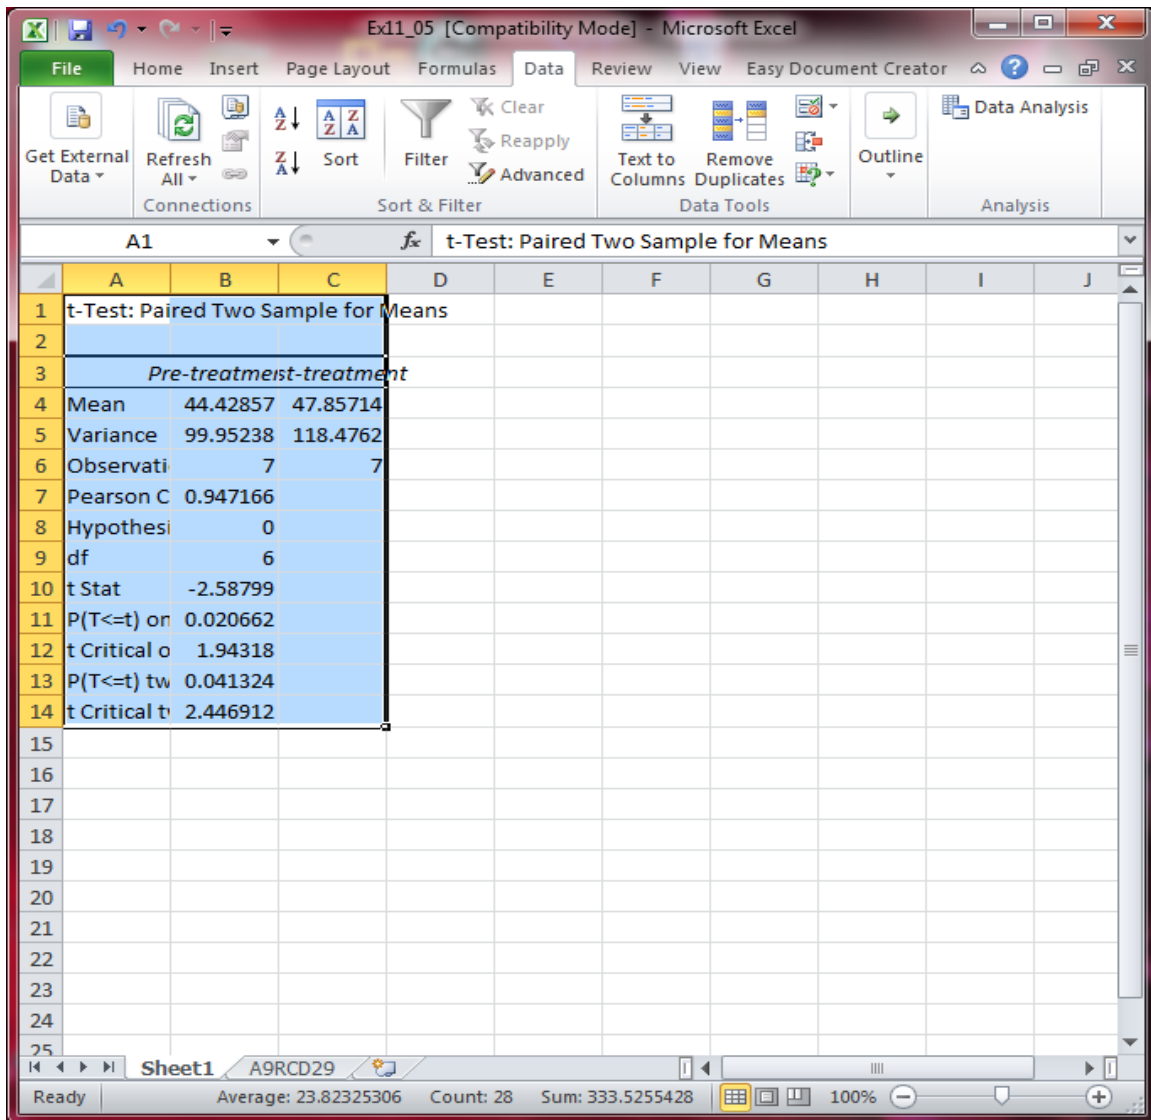 Ex11_05 [Compatibility Mode] - Microsoft Excel
File Home Insert Page Layout Formulas Data Review View Easy Document Creator
Get External Data
Refresh All
Connections
Sort
Filter
Clear
Reapply
Advanced
Sort & Filter
Text to Columns
Remove Duplicates
Data Tools
Outline
Data Analysis
Analysis
A1 fx t-Test: Paired Two Sample for Means
A B C D E F G H I J
1 t-Test: Paired Two Sample for Means
2
3 Pre-treatmest-treatment
4 Mean 44.42857 47.85714
5 Variance 99.95238 118.4762
6 Observati 7 7
7 Pearson C 0.947166
8 Hypothesi 0
9 df 6
10 t Stat -2.58799
11 P(T<=t) on 0.020662
12 t Critical o 1.94318
13 P(T<=t) tw 0.041324
14 t Critical tv 2.446912
15
16
17
18
19
20
21
22
23
24
25
Sheet1 A9RCD29
Ready Average: 23.82325306 Count: 28 Sum: 333.5255428 100%